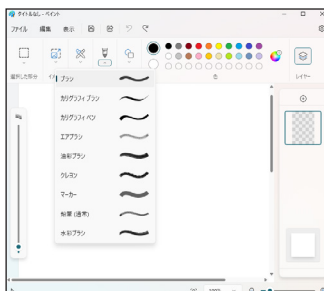 タイトルなし - ペイント
ファイル 編集 表示
選択した部分
色
レイヤー
ブラシ
カリグラフィ ブラシ
カリグラフィ ペン
エアブラシ
油彩ブラシ
クレヨン
マーカー
鉛筆 (通常)
水彩ブラシ